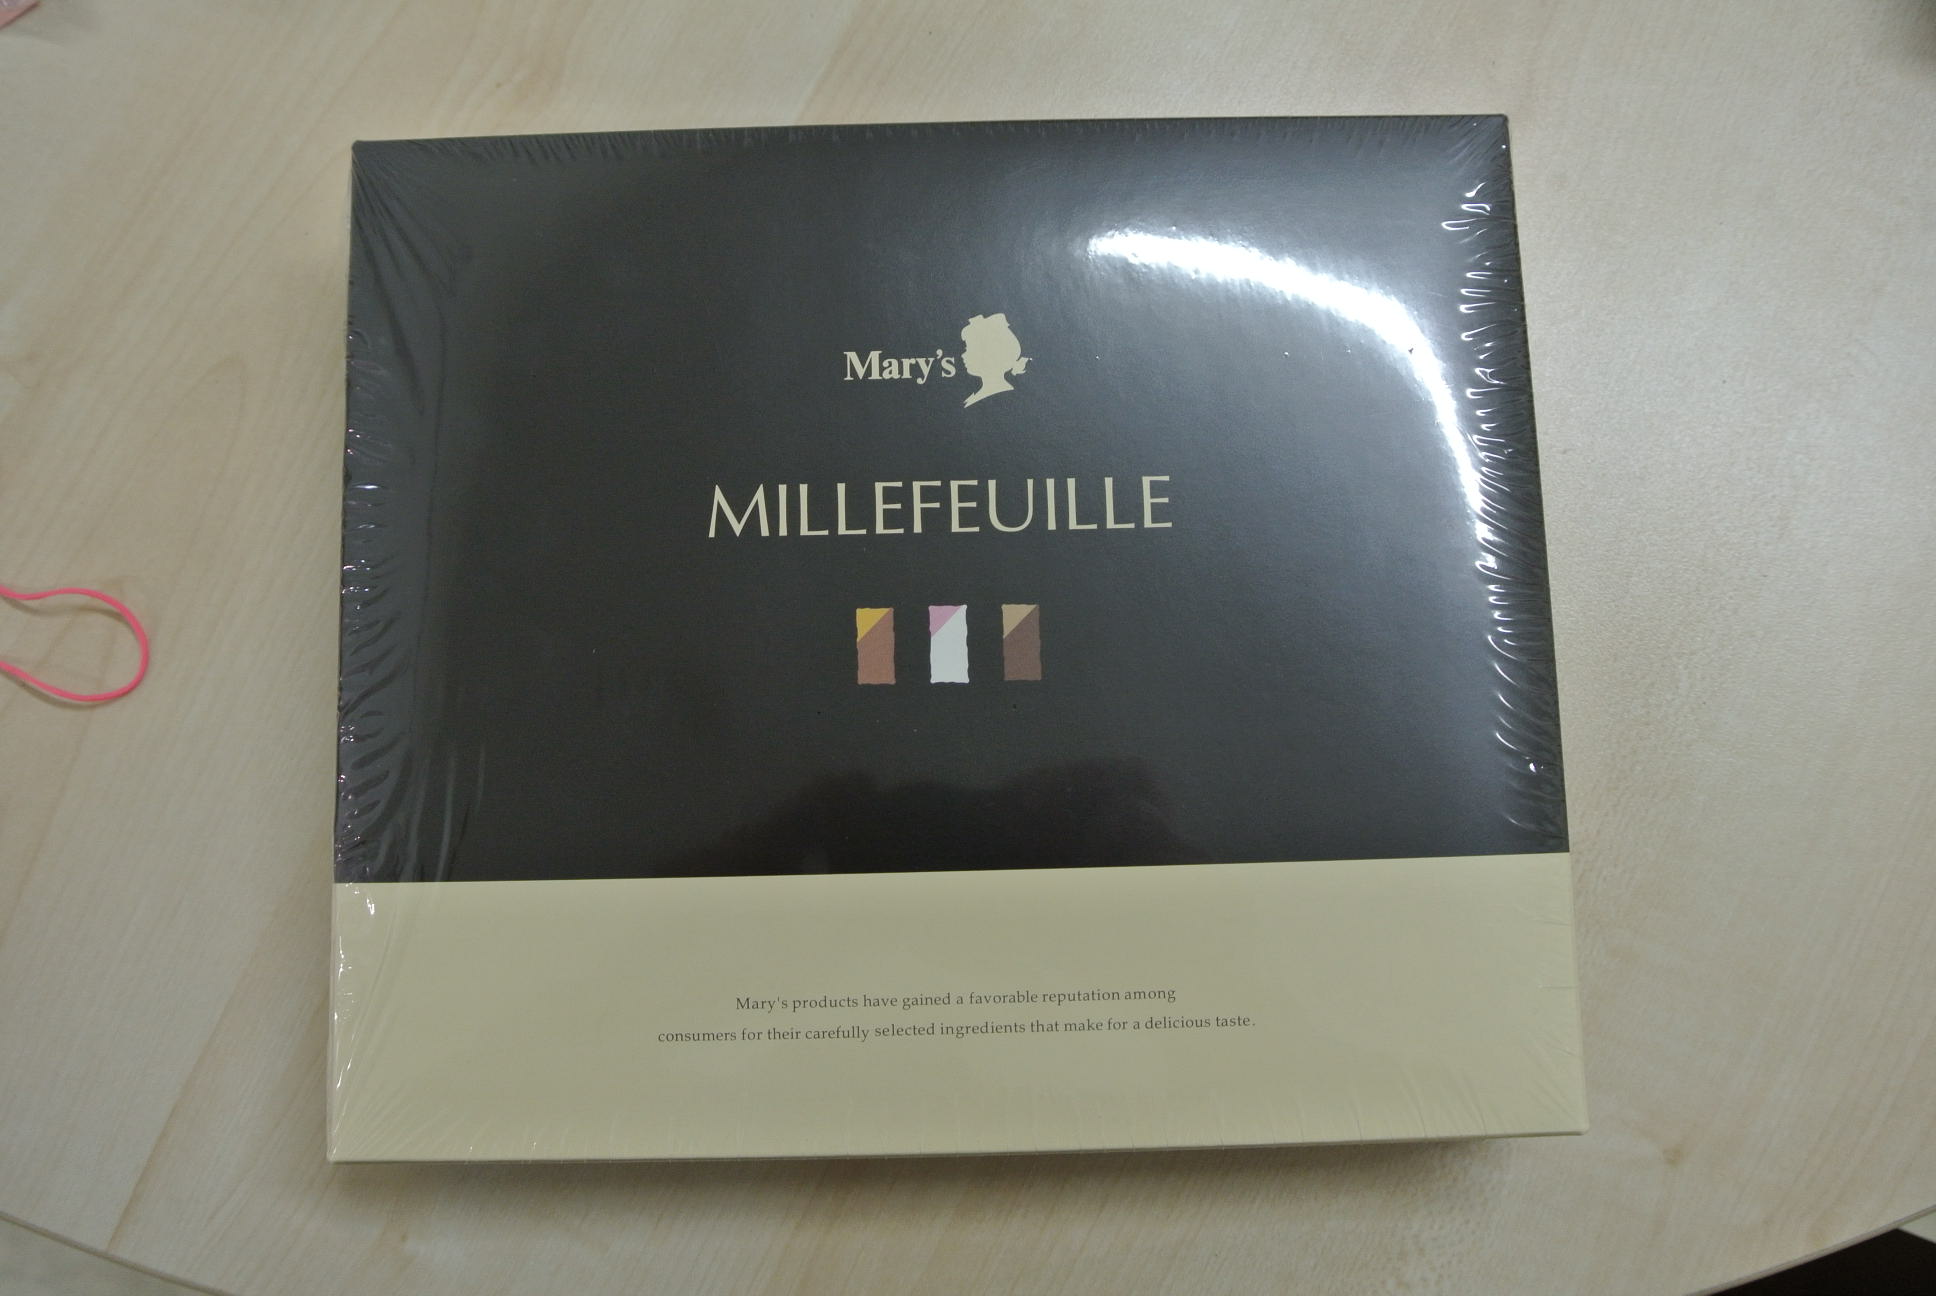 Mary's
MILLEFEUILLE
Mary's products have gained a favorable reputation among
consumers for their carefully selected ingredients that make for a delicious taste.